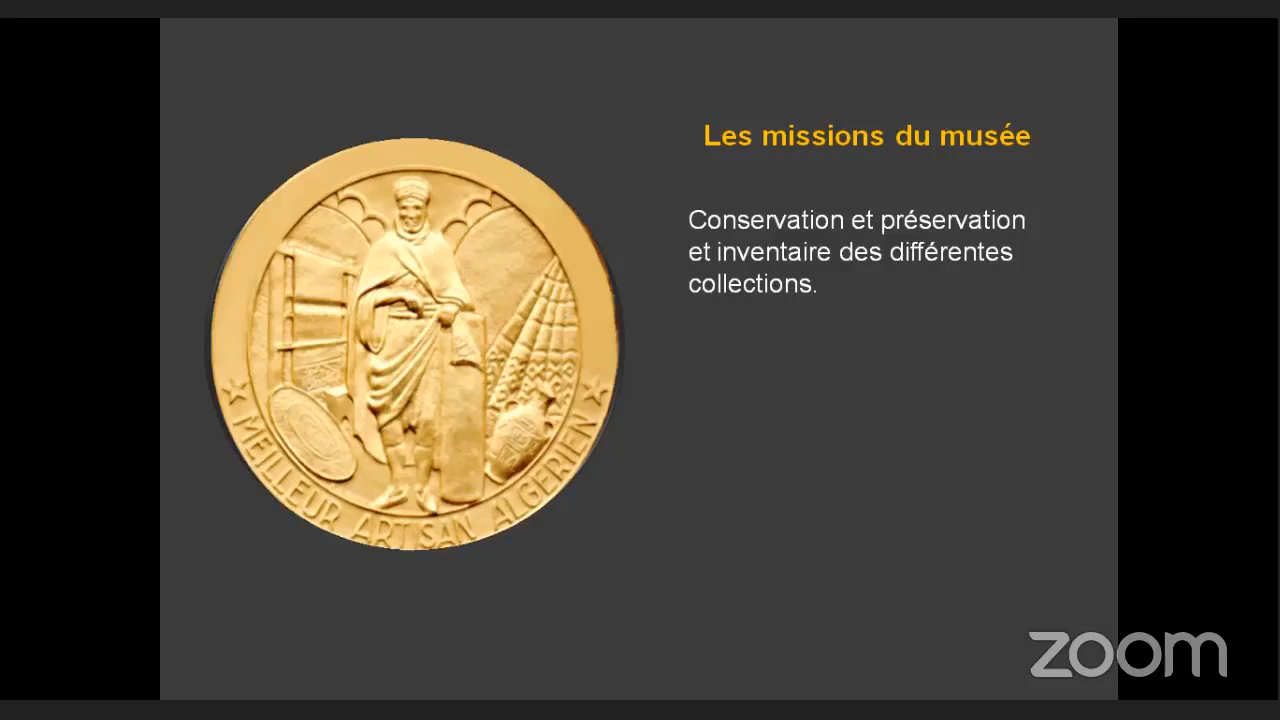 Les missions du musée
Conservation et préservation
et inventaire des différentes
collections.
MEILLEUR ARTISAN ALGERIEN
zoom